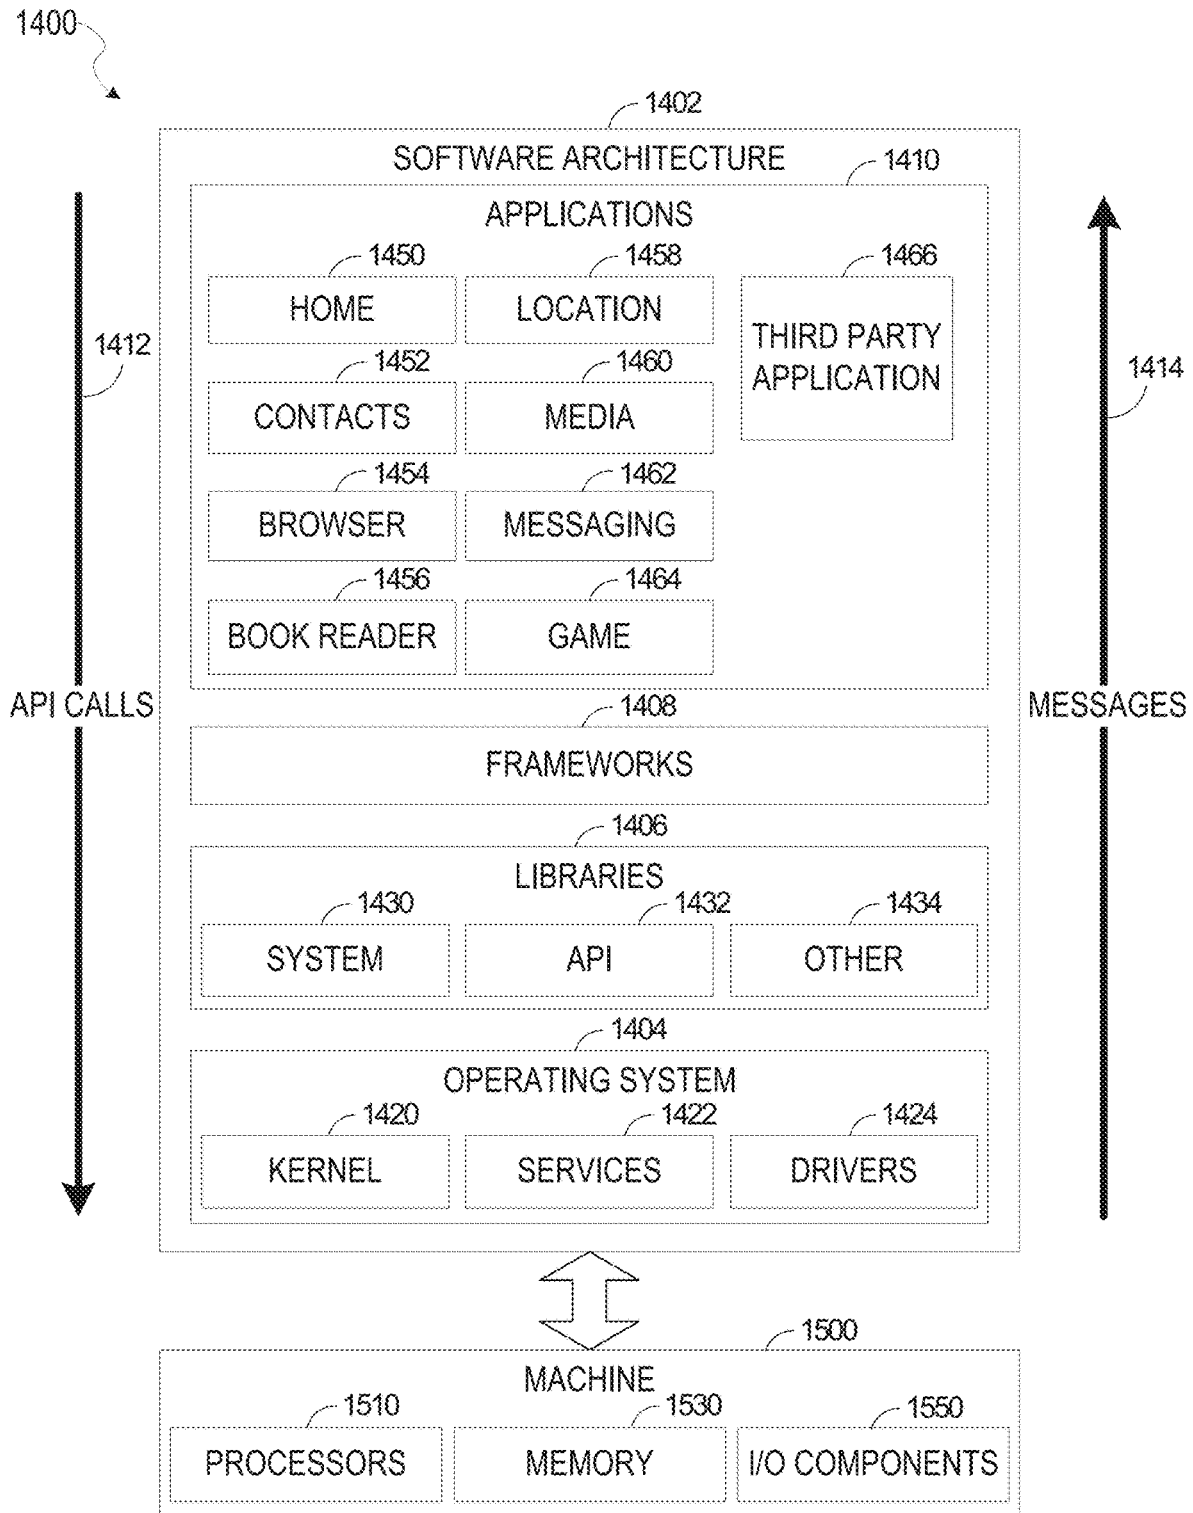 1400
1402
SOFTWARE ARCHITECTURE
1410
APPLICATIONS
1450
HOME
1458
LOCATION
1466
THIRD PARTY
APPLICATION
1412
1414
1452
CONTACTS
1460
MEDIA
1454
BROWSER
1462
MESSAGING
1456
BOOK READER
1464
GAME
API CALLS
MESSAGES
1408
FRAMEWORKS
1406
LIBRARIES
1430
SYSTEM
1432
API
1434
OTHER
1404
OPERATING SYSTEM
1420
KERNEL
1422
SERVICES
1424
DRIVERS
1500
MACHINE
1510
PROCESSORS
1530
MEMORY
1550
I/O COMPONENTS